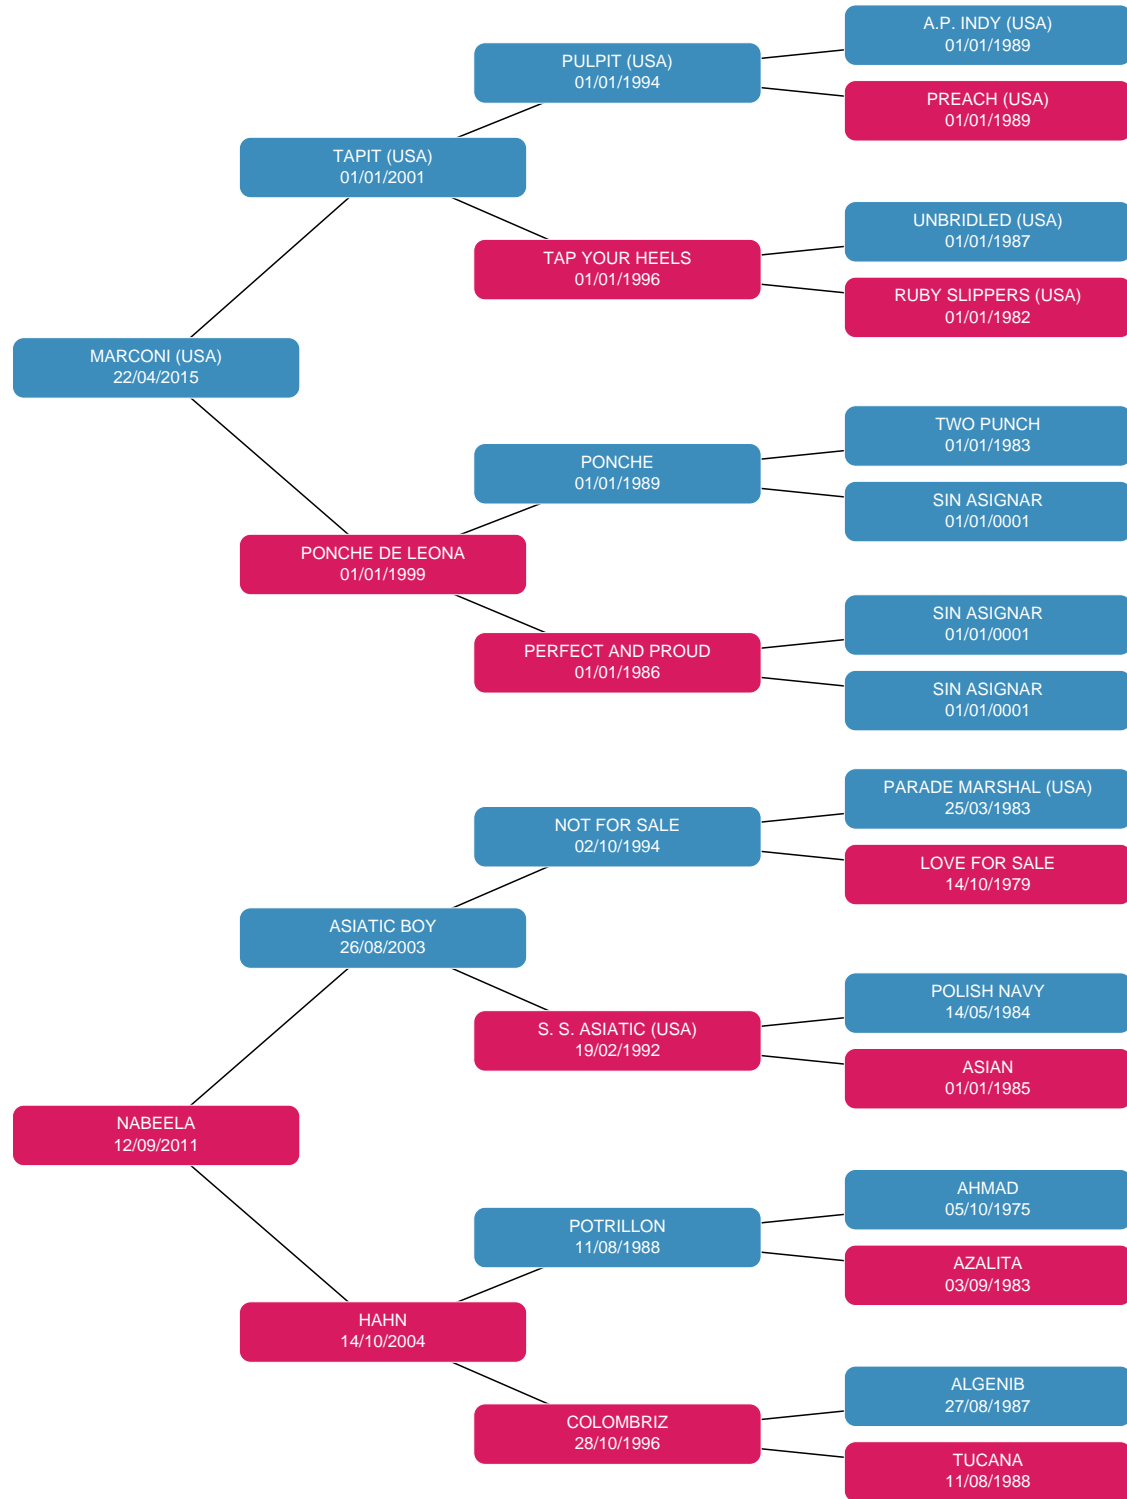 A.P. INDY (USA)
01/01/1989
PULPIT (USA)
01/01/1994
PREACH (USA)
01/01/1989
TAPIT (USA)
01/01/2001
UNBRIDLED (USA)
01/01/1987
TAP YOUR HEELS
01/01/1996
RUBY SLIPPERS (USA)
01/01/1982
MARCONI (USA)
22/04/2015
TWO PUNCH
01/01/1983
PONCHE
01/01/1989
SIN ASIGNAR
01/01/0001
PONCHE DE LEONA
01/01/1999
SIN ASIGNAR
01/01/0001
PERFECT AND PROUD
01/01/1986
SIN ASIGNAR
01/01/0001
PARADE MARSHAL (USA)
25/03/1983
NOT FOR SALE
02/10/1994
LOVE FOR SALE
14/10/1979
ASIATIC BOY
26/08/2003
POLISH NAVY
14/05/1984
S. S. ASIATIC (USA)
19/02/1992
ASIAN
01/01/1985
NABEELA
12/09/2011
AHMAD
05/10/1975
POTRILLON
11/08/1988
AZALITA
03/09/1983
HAHN
14/10/2004
ALGENIB
27/08/1987
COLOMBRIZ
28/10/1996
TUCANA
11/08/1988